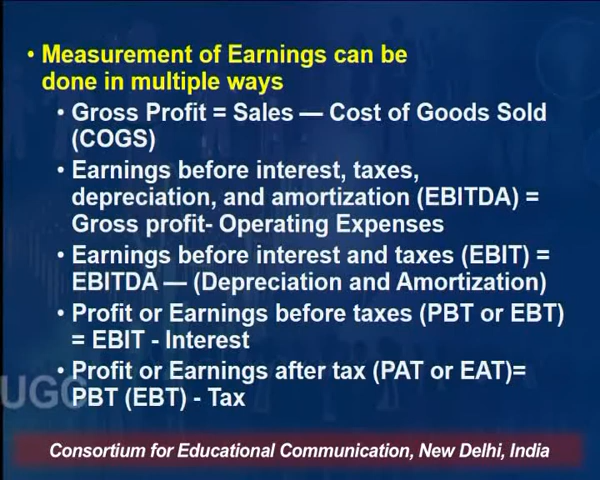 • Measurement of Earnings can be
done in multiple ways
• Gross Profit = Sales — Cost of Goods Sold
(COGS)
• Earnings before interest, taxes,
depreciation, and amortization (EBITDA) =
Gross profit- Operating Expenses
• Earnings before interest and taxes (EBIT) =
EBITDA — (Depreciation and Amortization)
• Profit or Earnings before taxes (PBT or EBT)
= EBIT - Interest
• Profit or Earnings after tax (PAT or EAT)=
PBT (EBT) - Tax
UGC
Consortium for Educational Communication, New Delhi, India